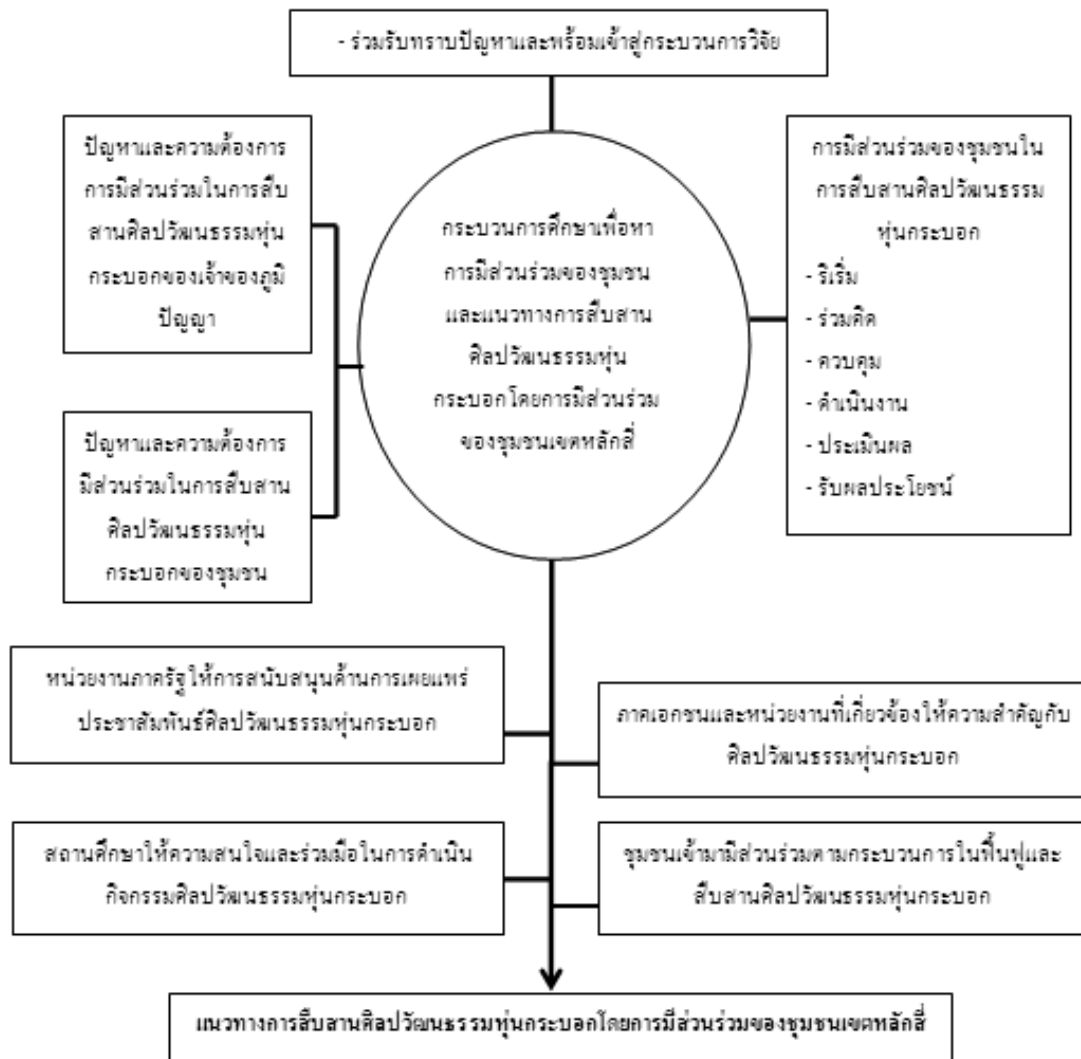 - ร่วมรับทราบปัญหาและพร้อมเข้าสู่กระบวนการวิจัย
ปัญหาและความต้องการ
การมีส่วนร่วมในการสืบ
สานศิลปวัฒนธรรมหุ่น
กระบอกของเจ้าของภูมิ
ปัญญา
ปัญหาและความต้องการ
มีส่วนร่วมในการสืบสาน
ศิลปวัฒนธรรมหุ่น
กระบอกของชุมชน
กระบวนการศึกษาเพื่อหา
การมีส่วนร่วมของชุมชน
และแนวทางการสืบสาน
ศิลปวัฒนธรรมหุ่น
กระบอกโดยการมีส่วนร่วม
ของชุมชนเขตหลักสี่
การมีส่วนร่วมของชุมชนใน
การสืบสานศิลปวัฒนธรรม
หุ่นกระบอก
- ริเริ่ม
- ร่วมคิด
- ควบคุม
- ดำเนินงาน
- ประเมินผล
- รับผลประโยชน์
หน่วยงานภาครัฐให้การสนับสนุนด้านการเผยแพร่
ประชาสัมพันธ์ศิลปวัฒนธรรมหุ่นกระบอก
ภาคเอกชนและหน่วยงานที่เกี่ยวข้องให้ความสำคัญกับ
ศิลปวัฒนธรรมหุ่นกระบอก
สถานศึกษาให้ความสนใจและร่วมมือในการดำเนิน
กิจกรรมศิลปวัฒนธรรมหุ่นกระบอก
ชุมชนเข้ามามีส่วนร่วมตามกระบวนการในฟื้นฟูและ
สืบสานศิลปวัฒนธรรมหุ่นกระบอก
แนวทางการสืบสานศิลปวัฒนธรรมหุ่นกระบอกโดยการมีส่วนร่วมของชุมชนเขตหลักสี่